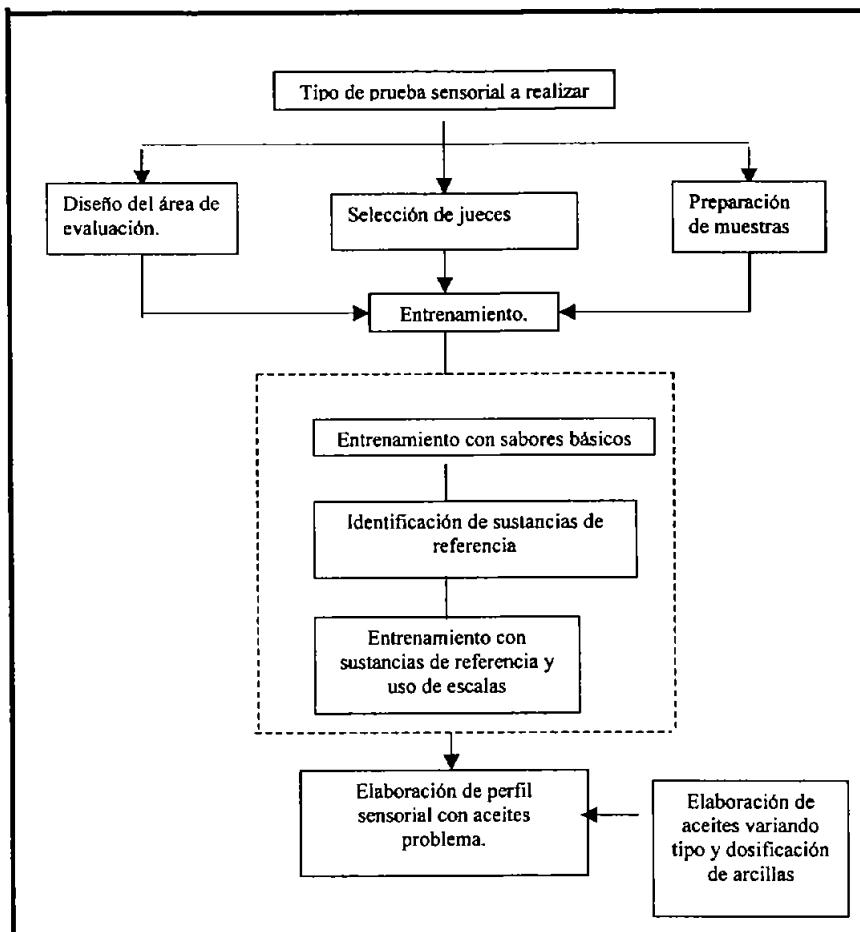 Tipo de prueba sensorial a realizar
Diseño del área de
evaluación.
Selección de jueces
Preparación
de muestras
Entrenamiento.
Entrenamiento con sabores básicos
Identificación de sustancias de
referencia
Entrenamiento con
sustancias de referencia y
uso de escalas
Elaboración de perfil
sensorial con aceites
problema.
Elaboración de
aceites variando
tipo y dosificación
de arcillas